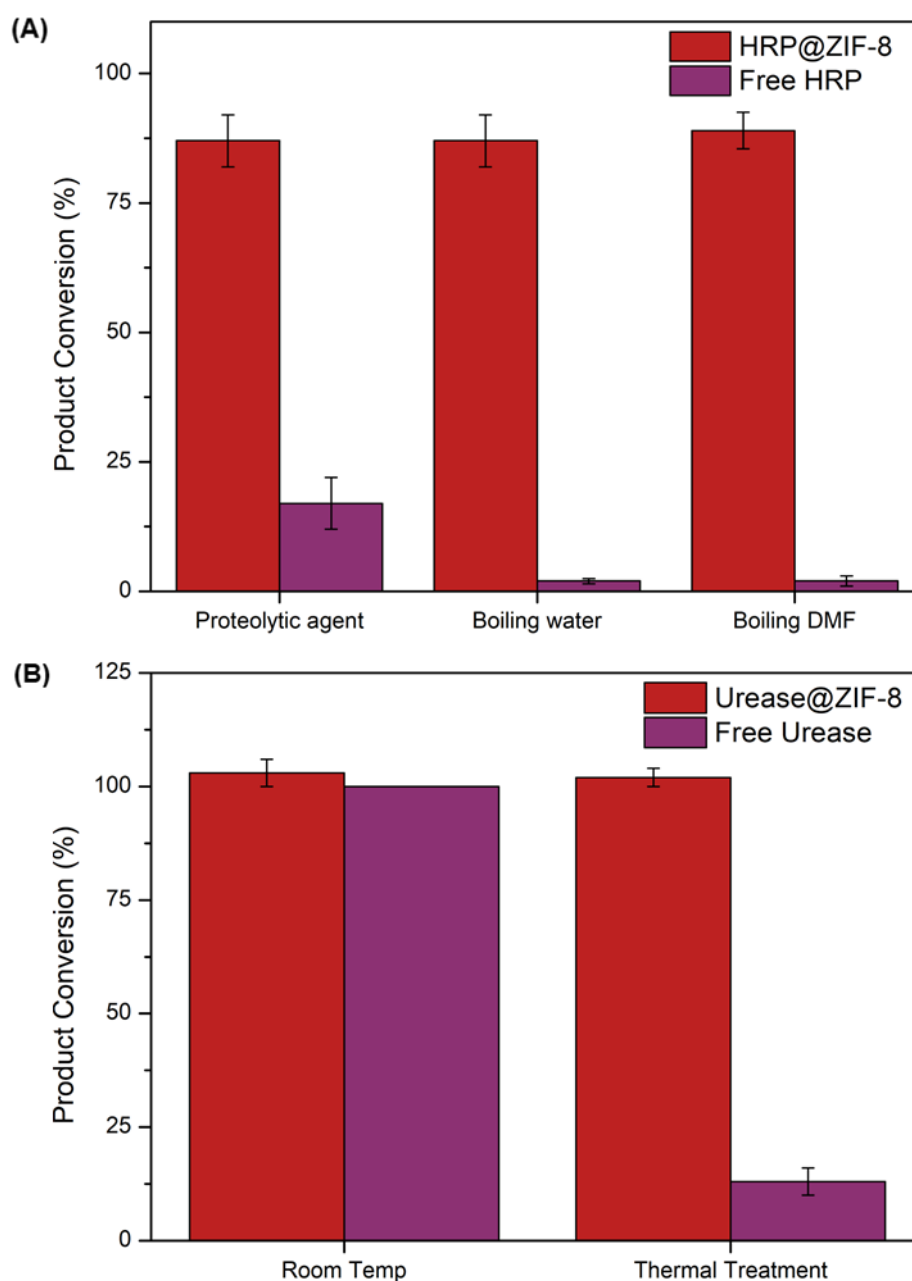 (A)
HRP@ZIF-8
Free HRP
100
75
50
25
0
Product Conversion (%)
Proteolytic agent
Boiling water
Boiling DMF
(B)
Urease@ZIF-8
Free Urease
125
100
75
50
25
0
Product Conversion (%)
Room Temp
Thermal Treatment